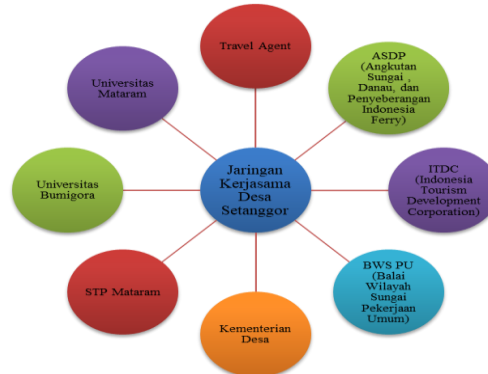 Travel Agent
ASDP
(Angkutan
Sungai ,
Danau, dan
Penyeberangan
Indonesia
Ferry)
ITDC
(Indonesia
Tourism
Development
Corporation)
BWS PU
(Balai
Wilayah
Sungai
Pekerjaan
Umum)
Kementerian
Desa
STP Mataram
Universitas
Bumigora
Universitas
Mataram
Jaringan
Kerjasama
Desa
Setanggor